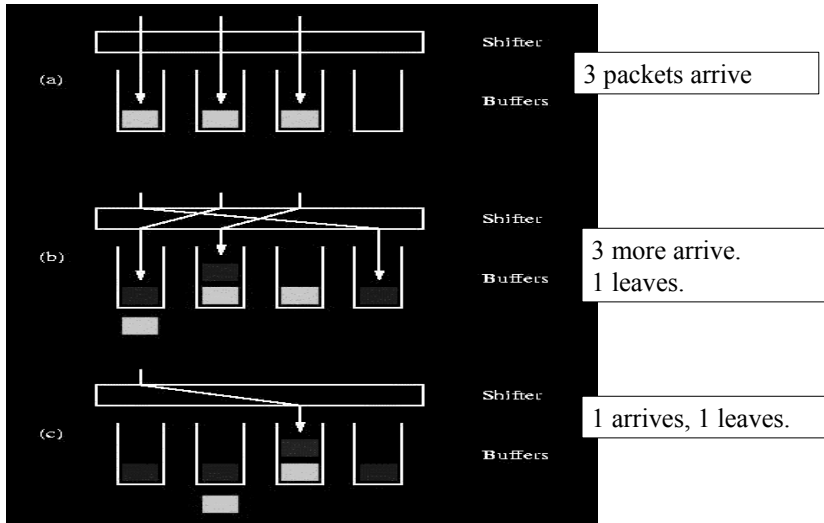 Shifter
(a)
3 packets arrive
Buffers
Shifter
(b)
3 more arrive.
1 leaves.
Buffers
Shifter
1 arrives, 1 leaves.
(c)
Buffers